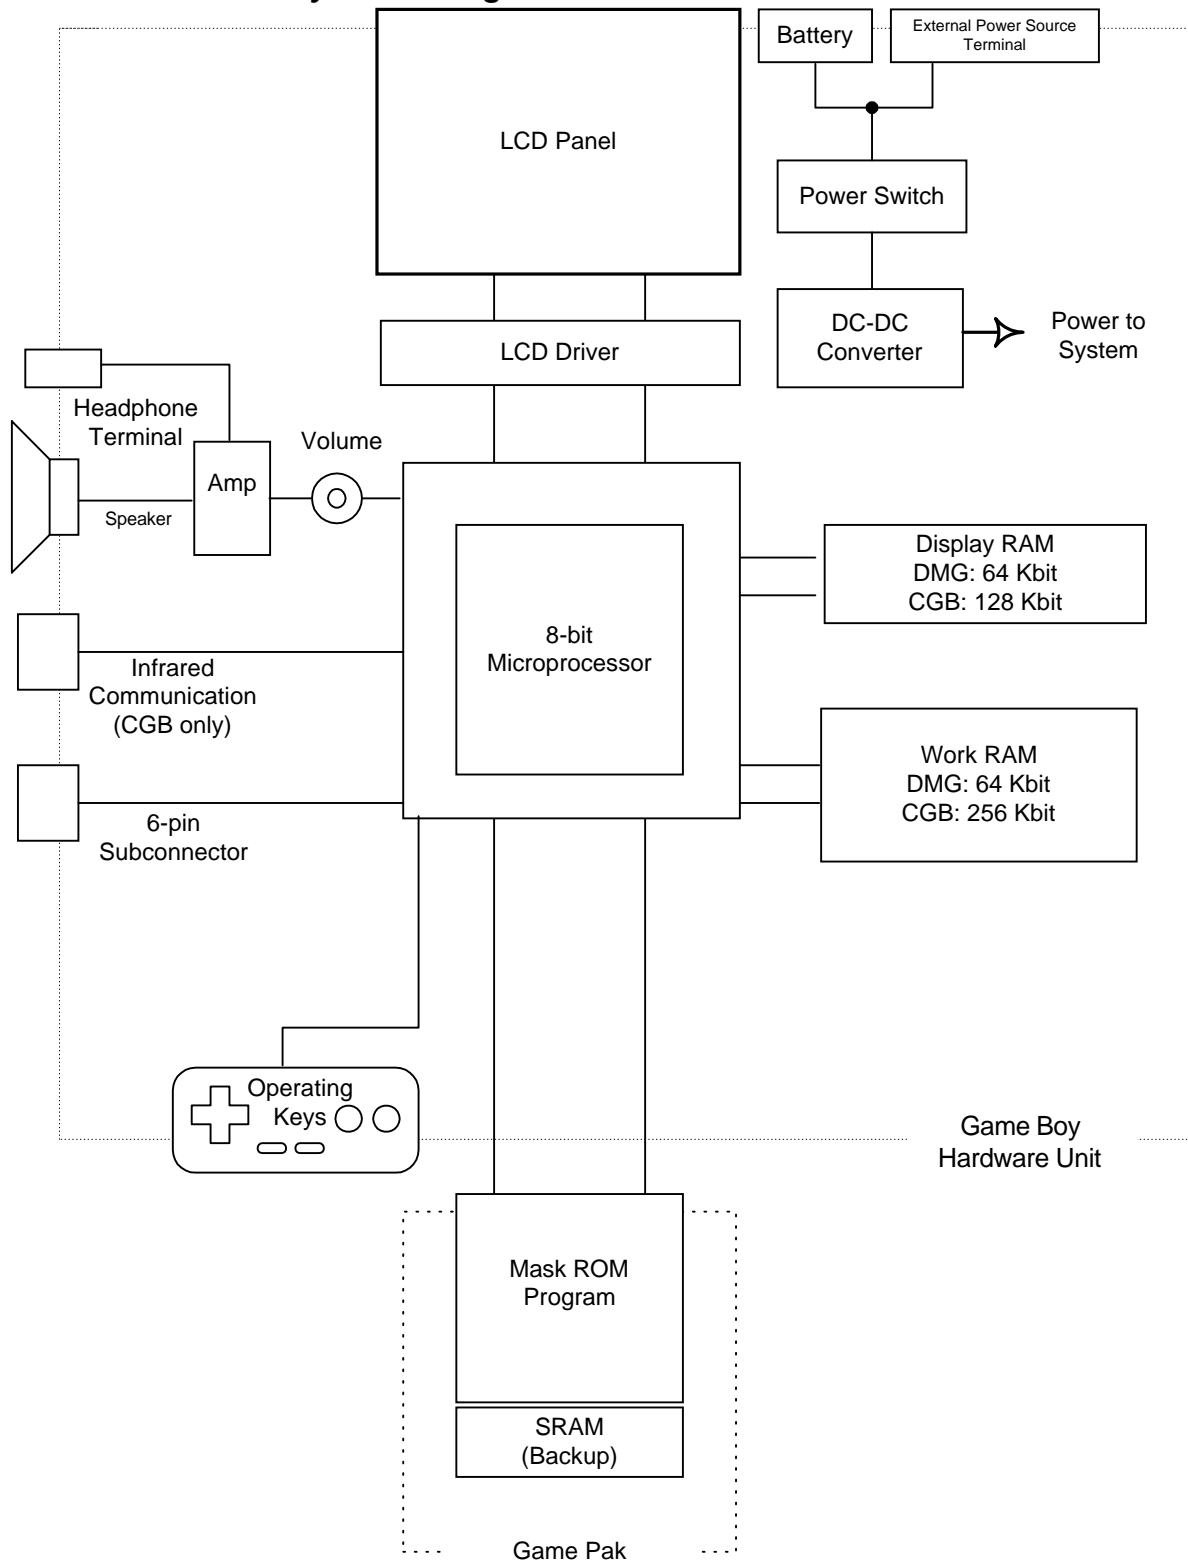 Battery
External Power Source
Terminal
LCD Panel
Power Switch
DC-DC
Converter
Power to
System
LCD Driver
Headphone
Terminal
Volume
Amp
Speaker
Display RAM
DMG: 64 Kbit
CGB: 128 Kbit
8-bit
Microprocessor
Infrared
Communication
(CGB only)
Work RAM
DMG: 64 Kbit
CGB: 256 Kbit
6-pin
Subconnector
Operating
Keys
Game Boy
Hardware Unit
Mask ROM
Program
SRAM
(Backup)
Game Pak